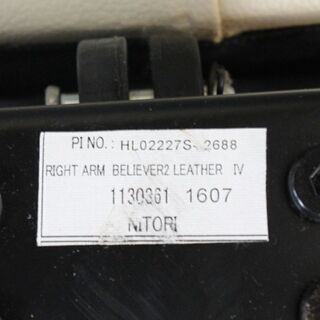 PI NO.: HL02227S-2688
RIGHT ARM BELIEVER2 LEATHER IV
1130361 1607
NITORI